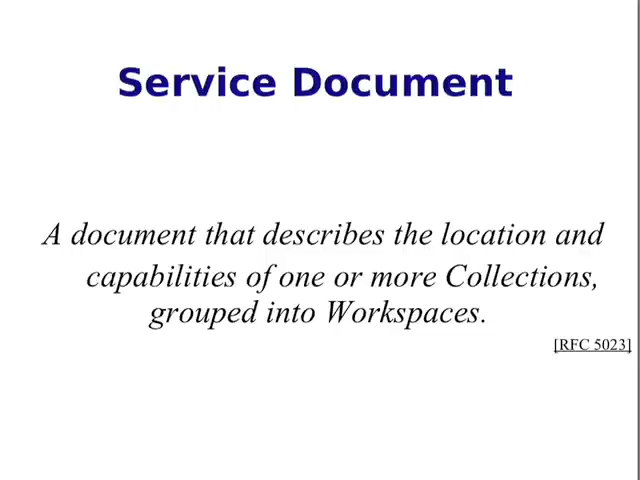 Service Document
A document that describes the location and
capabilities of one or more Collections,
grouped into Workspaces.
[RFC 5023]